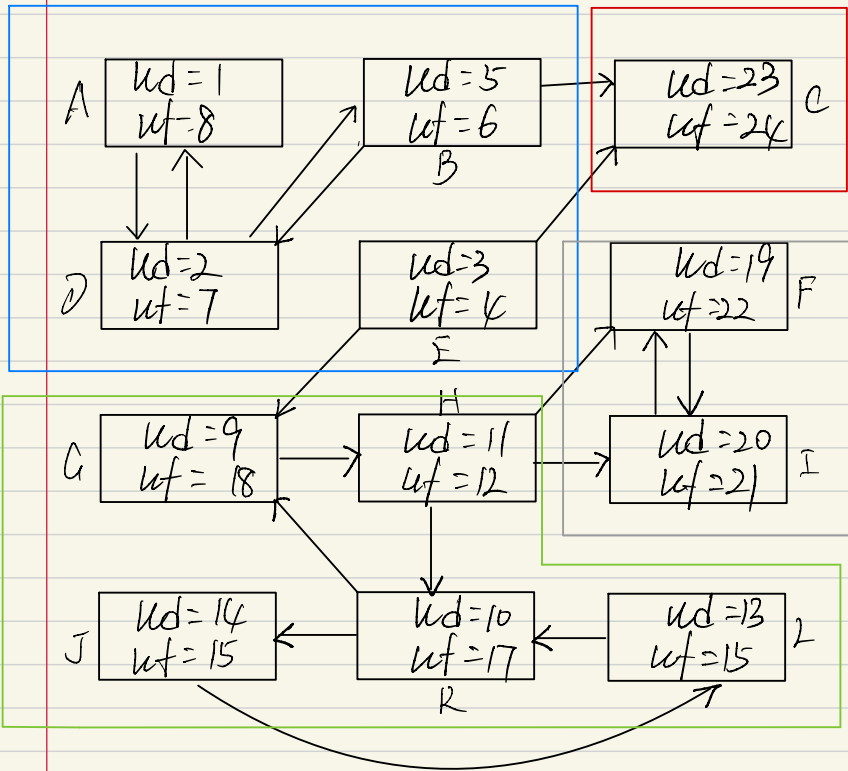 A
ud=1
uf=8
ud=5
uf=6
B
ud=23
uf=24
C
D
ud=2
uf=7
ud=3
uf=4
E
ud=19
uf=22
F
G
ud=9
uf=18
H
ud=11
uf=12
ud=20
uf=21
I
J
ud=14
uf=15
ud=10
uf=17
R
ud=13
uf=15
L